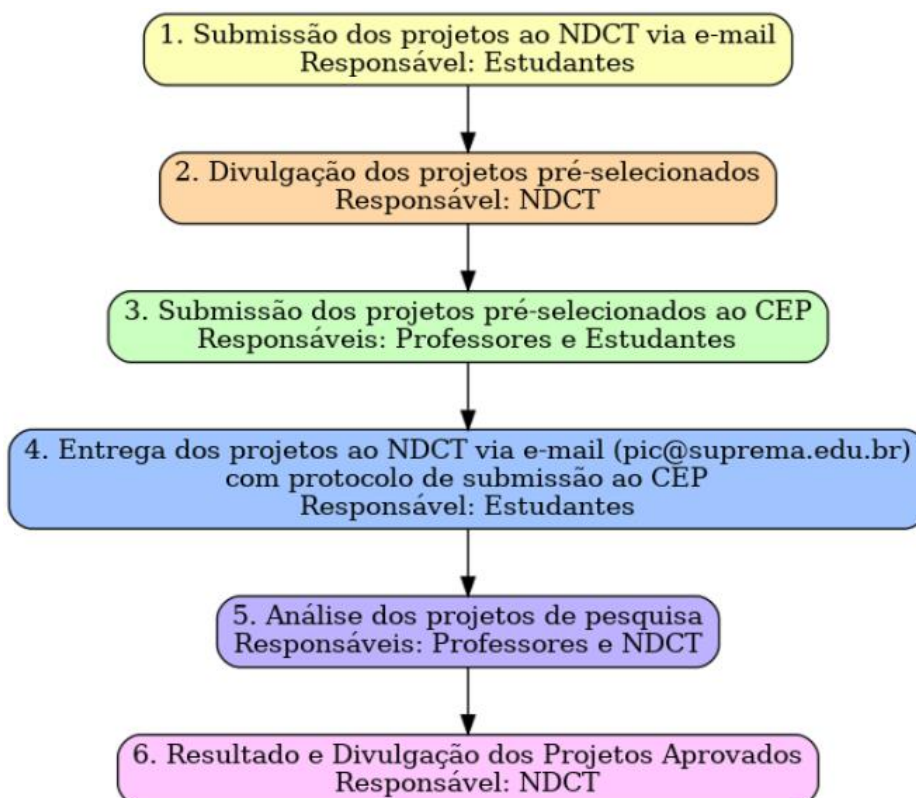 1. Submissão dos projetos ao NDCT via e-mail
Responsável: Estudantes
2. Divulgação dos projetos pré-selecionados
Responsável: NDCT
3. Submissão dos projetos pré-selecionados ao CEP
Responsáveis: Professores e Estudantes
4. Entrega dos projetos ao NDCT via e-mail (pic@suprema.edu.br)
com protocolo de submissão ao CEP
Responsável: Estudantes
5. Análise dos projetos de pesquisa
Responsáveis: Professores e NDCT
6. Resultado e Divulgação dos Projetos Aprovados
Responsável: NDCT